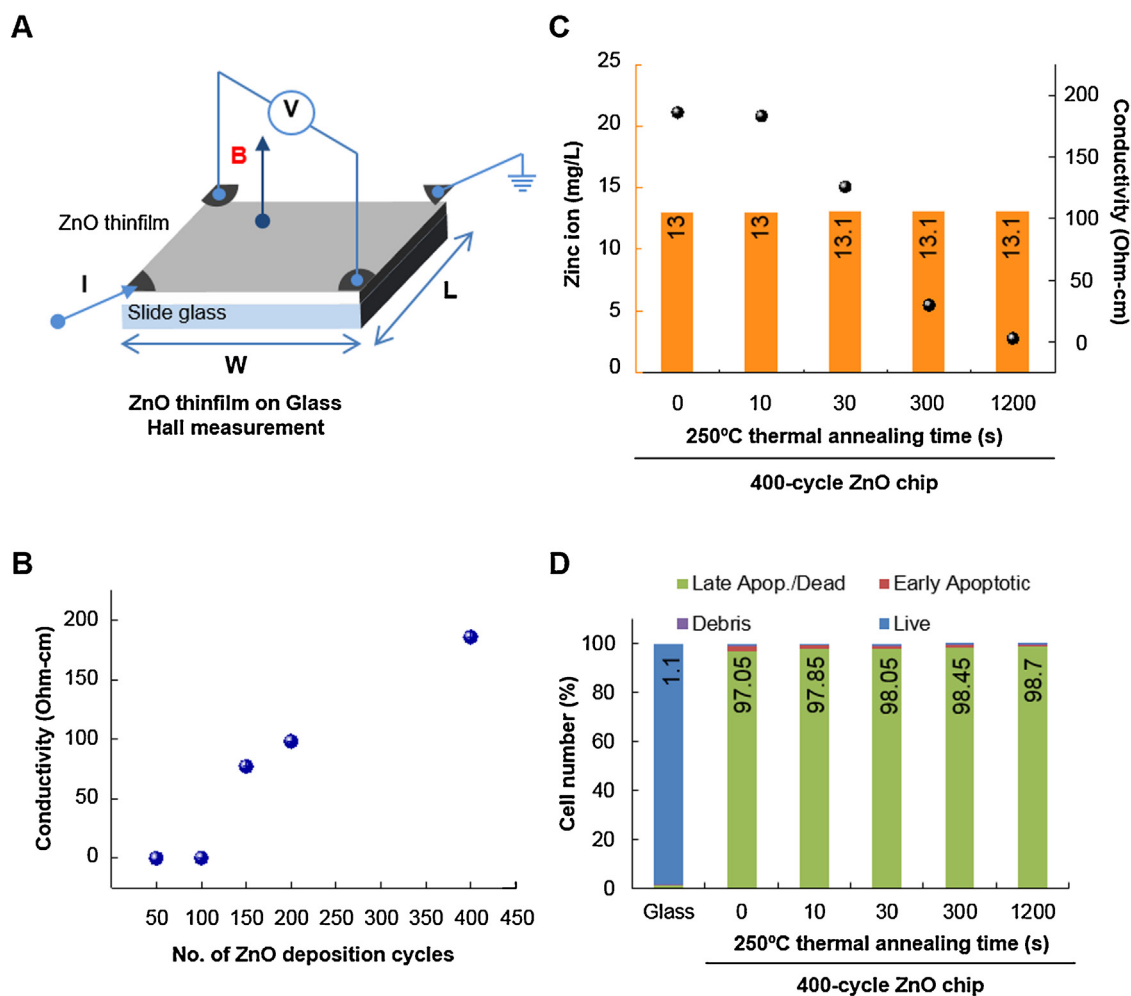 A
V
B
ZnO thinfilm
I
L
Slide glass
W
ZnO thinfilm on Glass
Hall measurement
C
25
20
15
10
5
0
Zinc ion (mg/L)
13
13
13.1
13.1
13.1
200
150
100
50
0
Conductivity (Ohm-cm)
0 10 30 300 1200
250ºC thermal annealing time (s)
400-cycle ZnO chip
B
200
150
100
50
0
Conductivity (Ohm-cm)
50 100 150 200 250 300 350 400 450
No. of ZnO deposition cycles
D
Late Apop./Dead Early Apoptotic
Debris Live
100
80
60
40
20
0
Cell number (%)
1.1
97.05
97.85
98.05
98.45
98.7
Glass 0 10 30 300 1200
250ºC thermal annealing time (s)
400-cycle ZnO chip